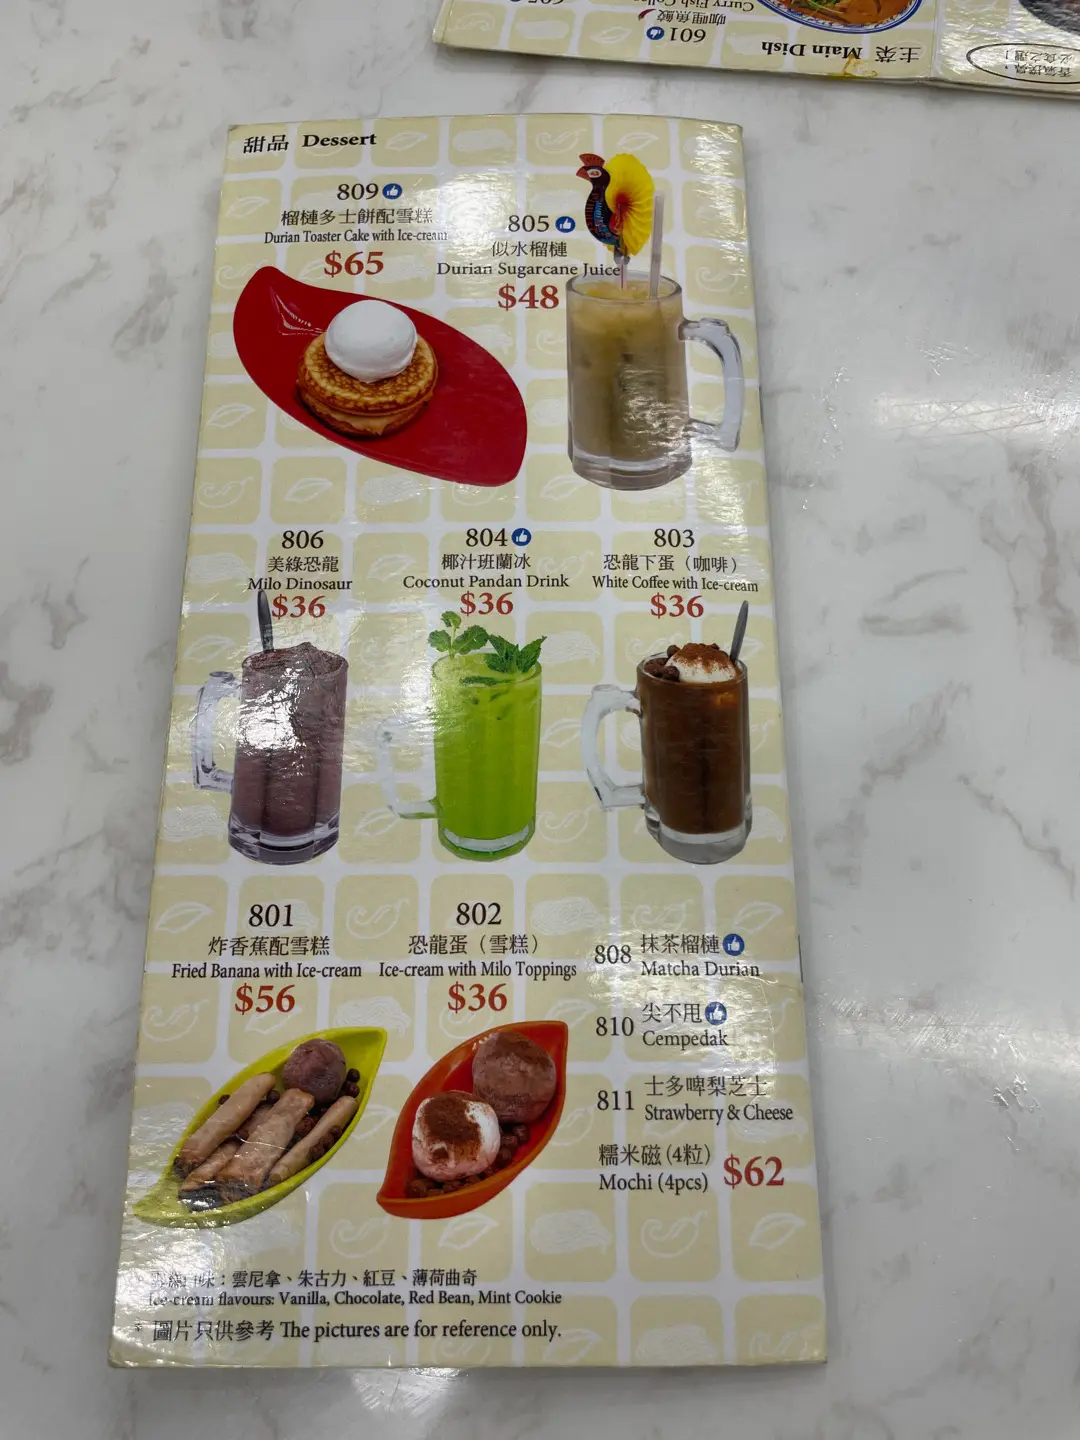 601
咖喱魚鮫
主菜 Main Dish
甜品 Dessert
809
榴槤多士餅配雪糕
Durian Toaster Cake with Ice-cream
$65
805
似水榴槤
Durian Sugarcane Juice
$48
806
美綠恐龍
Milo Dinosaur
$36
804
椰汁班蘭冰
Coconut Pandan Drink
$36
803
恐龍下蛋（咖啡）
White Coffee with Ice-cream
$36
801
炸香蕉配雪糕
Fried Banana with Ice-cream
$56
802
恐龍蛋（雪糕）
Ice-cream with Milo Toppings
$36
808 抹茶榴槤
Matcha Durian
810 尖不甩
Cempedak
811 士多啤梨芝士
Strawberry & Cheese
糯米磁(4粒)
Mochi (4pcs) $62
味：雲尼拿、朱古力、紅豆、薄荷曲奇
Ice-cream flavours: Vanilla, Chocolate, Red Bean, Mint Cookie
* 圖片只供參考 The pictures are for reference only.